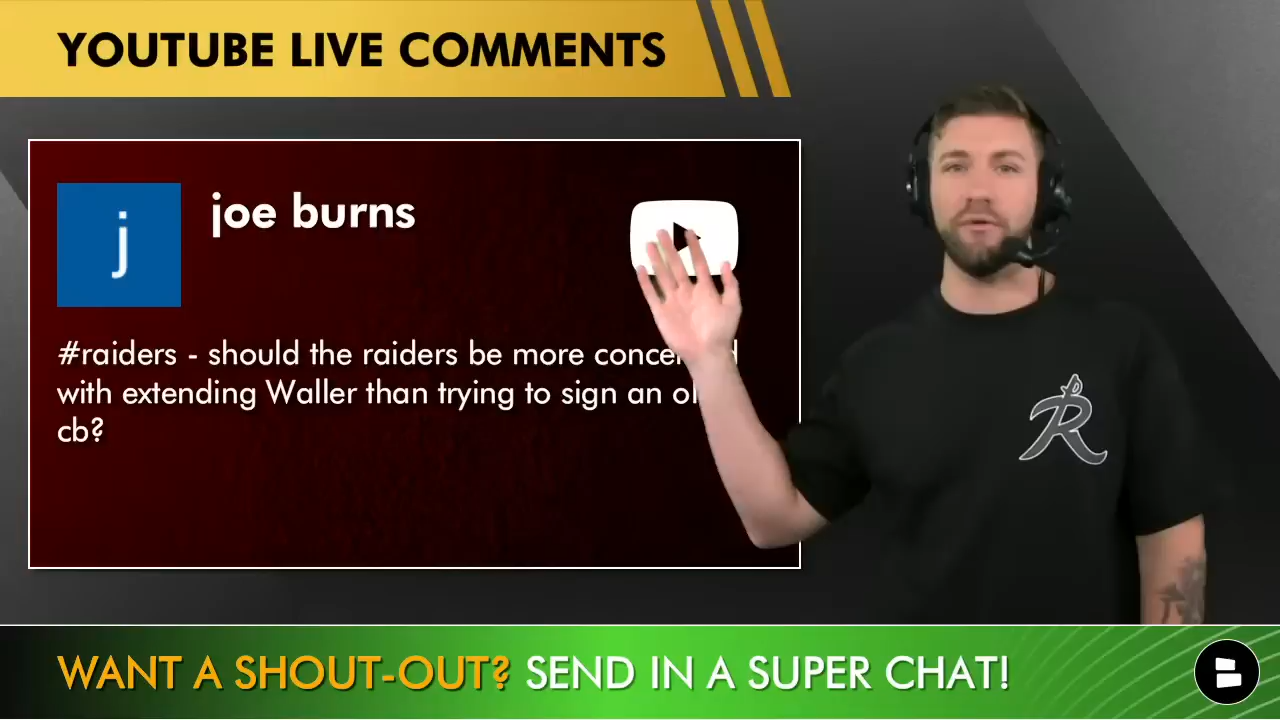 YOUTUBE LIVE COMMENTS
j
joe burns
#raiders - should the raiders be more
with extending Waller than trying to sign an
cb?
R
WANT A SHOUT-OUT? SEND IN A SUPER CHAT!